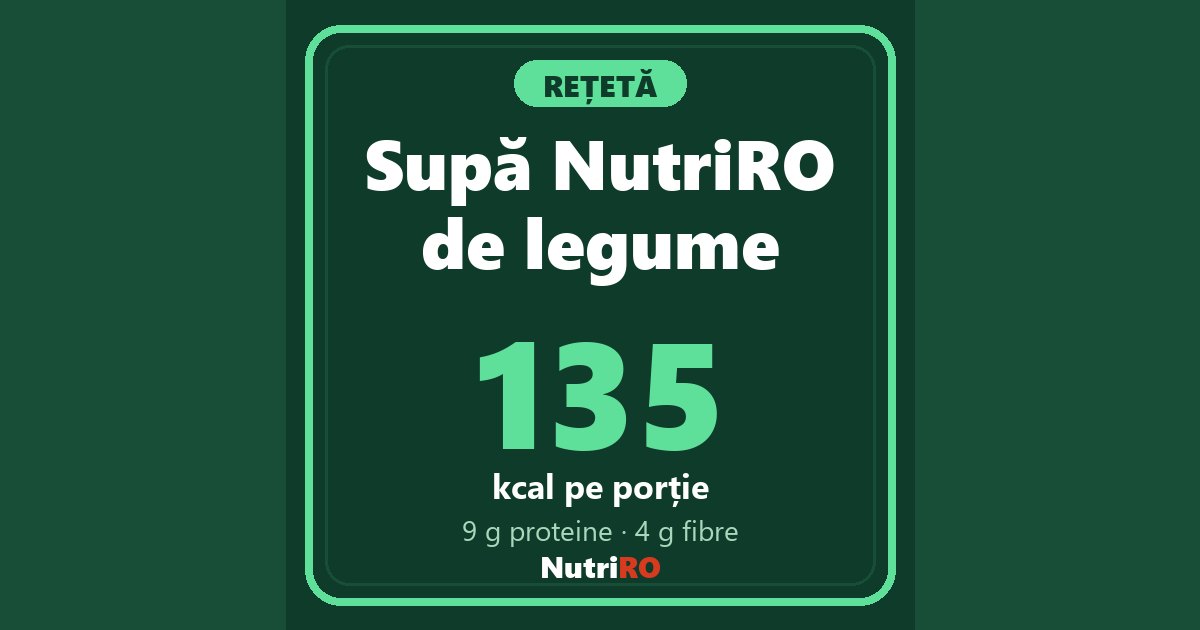 REȚETĂ
Supă NutriRO
de legume
135
kcal pe porție
9 g proteine · 4 g fibre
NutriRO